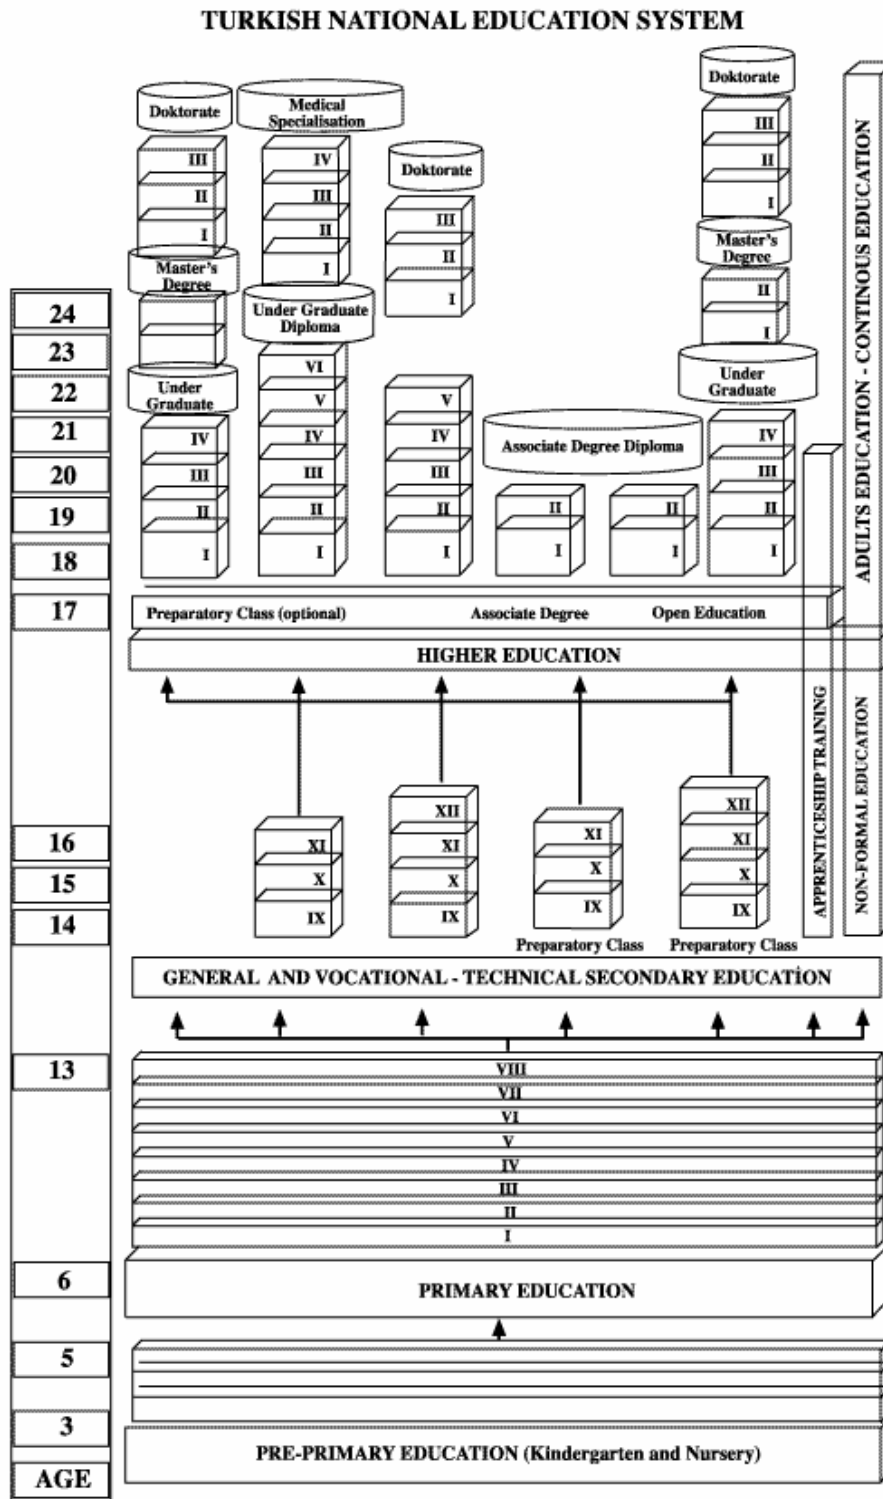 TURKISH NATIONAL EDUCATION SYSTEM
Doktorate
III
II
I
Master's
Degree
Under
Graduate
IV
III
II
I
Medical
Specialisation
IV
III
II
I
Under Graduate
Diploma
VI
V
IV
III
II
I
Doktorate
III
II
I
V
IV
III
II
I
Associate Degree Diploma
II
I
II
I
Doktorate
III
II
I
Master's
Degree
II
I
Under
Graduate
IV
III
II
I
24
23
22
21
20
19
18
17
Preparatory Class (optional)
Associate Degree
Open Education
HIGHER EDUCATION
16
15
14
XI
X
IX
XII
XI
X
IX
XI
X
IX
Preparatory Class
XII
XI
X
IX
Preparatory Class
APPRENTICESHIP TRAINING
ADULTS EDUCATION - CONTINOUS EDUCATION
NON-FORMAL EDUCATION
GENERAL AND VOCATIONAL - TECHNICAL SECONDARY EDUCATİON
13
VIII
VII
VI
V
IV
III
II
I
6
PRIMARY EDUCATION
5
3
PRE-PRIMARY EDUCATION (Kindergarten and Nursery)
AGE